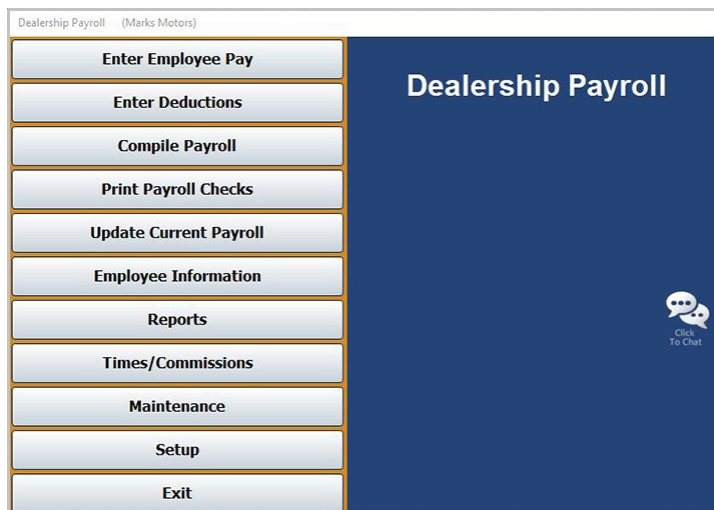 Dealership Payroll (Marks Motors)
Enter Employee Pay
Enter Deductions
Compile Payroll
Print Payroll Checks
Update Current Payroll
Employee Information
Reports
Times/Commissions
Maintenance
Setup
Exit
Dealership Payroll
Click
To Chat